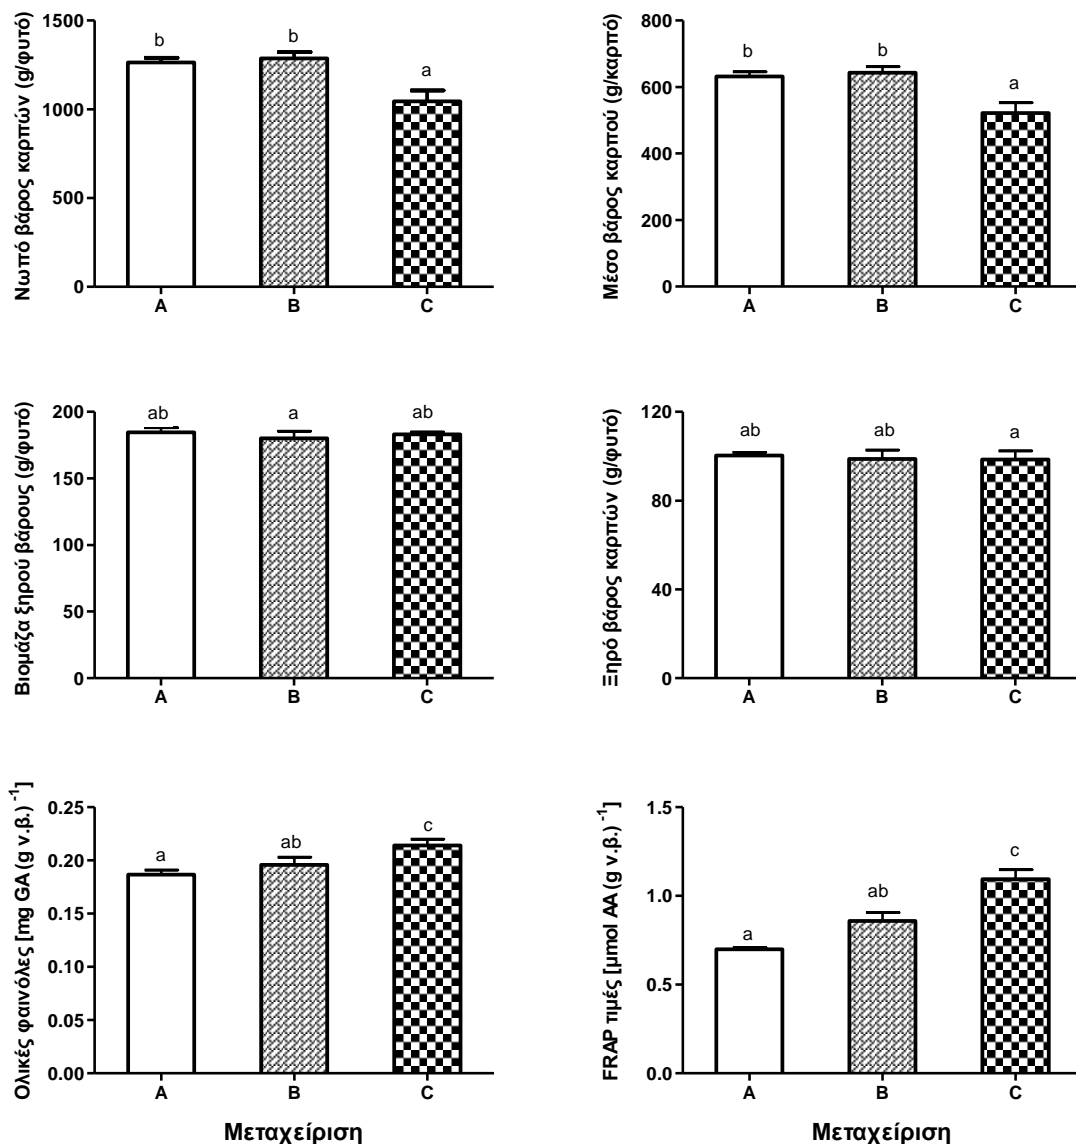 Νωπό βάρος καρπών (g/φυτό)
1500
1000
500
0
b
b
a
A
B
C
Μέσο βάρος καρπού (g/καρπό)
800
600
400
200
0
b
b
a
A
B
C
Βιομάζα ξηρού βάρους (g/φυτό)
200
150
100
50
0
ab
a
ab
A
B
C
Ξηρό βάρος καρπών (g/φυτό)
120
80
40
0
ab
ab
a
A
B
C
Ολικές φαινόλες [mg GA (g ν.β.) -1]
0.25
0.20
0.15
0.10
0.05
0.00
a
ab
c
A
B
C
Μεταχείριση
FRAP τιμές [μmol AA (g ν.β.) -1]
1.5
1.0
0.5
0.0
a
ab
c
A
B
C
Μεταχείριση